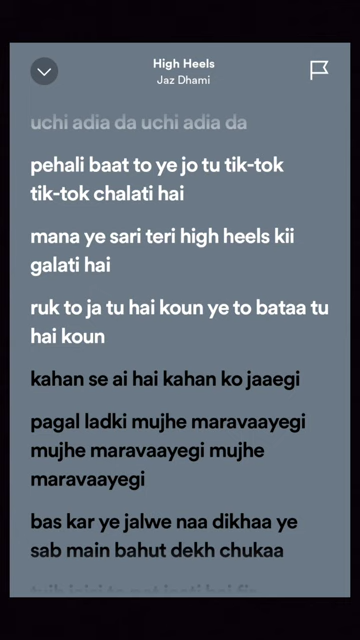 High Heels
Jaz Dhami
uchi adia da uchi adia da
pehali baat to ye jo tu tik-tok
tik-tok chalati hai
mana ye sari teri high heels kii
galati hai
ruk to ja tu hai koun ye to bataa tu
hai koun
kahan se ai hai kahan ko jaaegi
pagal ladki mujhe maravaayegi
mujhe maravaayegi mujhe
maravaayegi
bas kar ye jalwe naa dikhaa ye
sab main bahut dekh chukaa